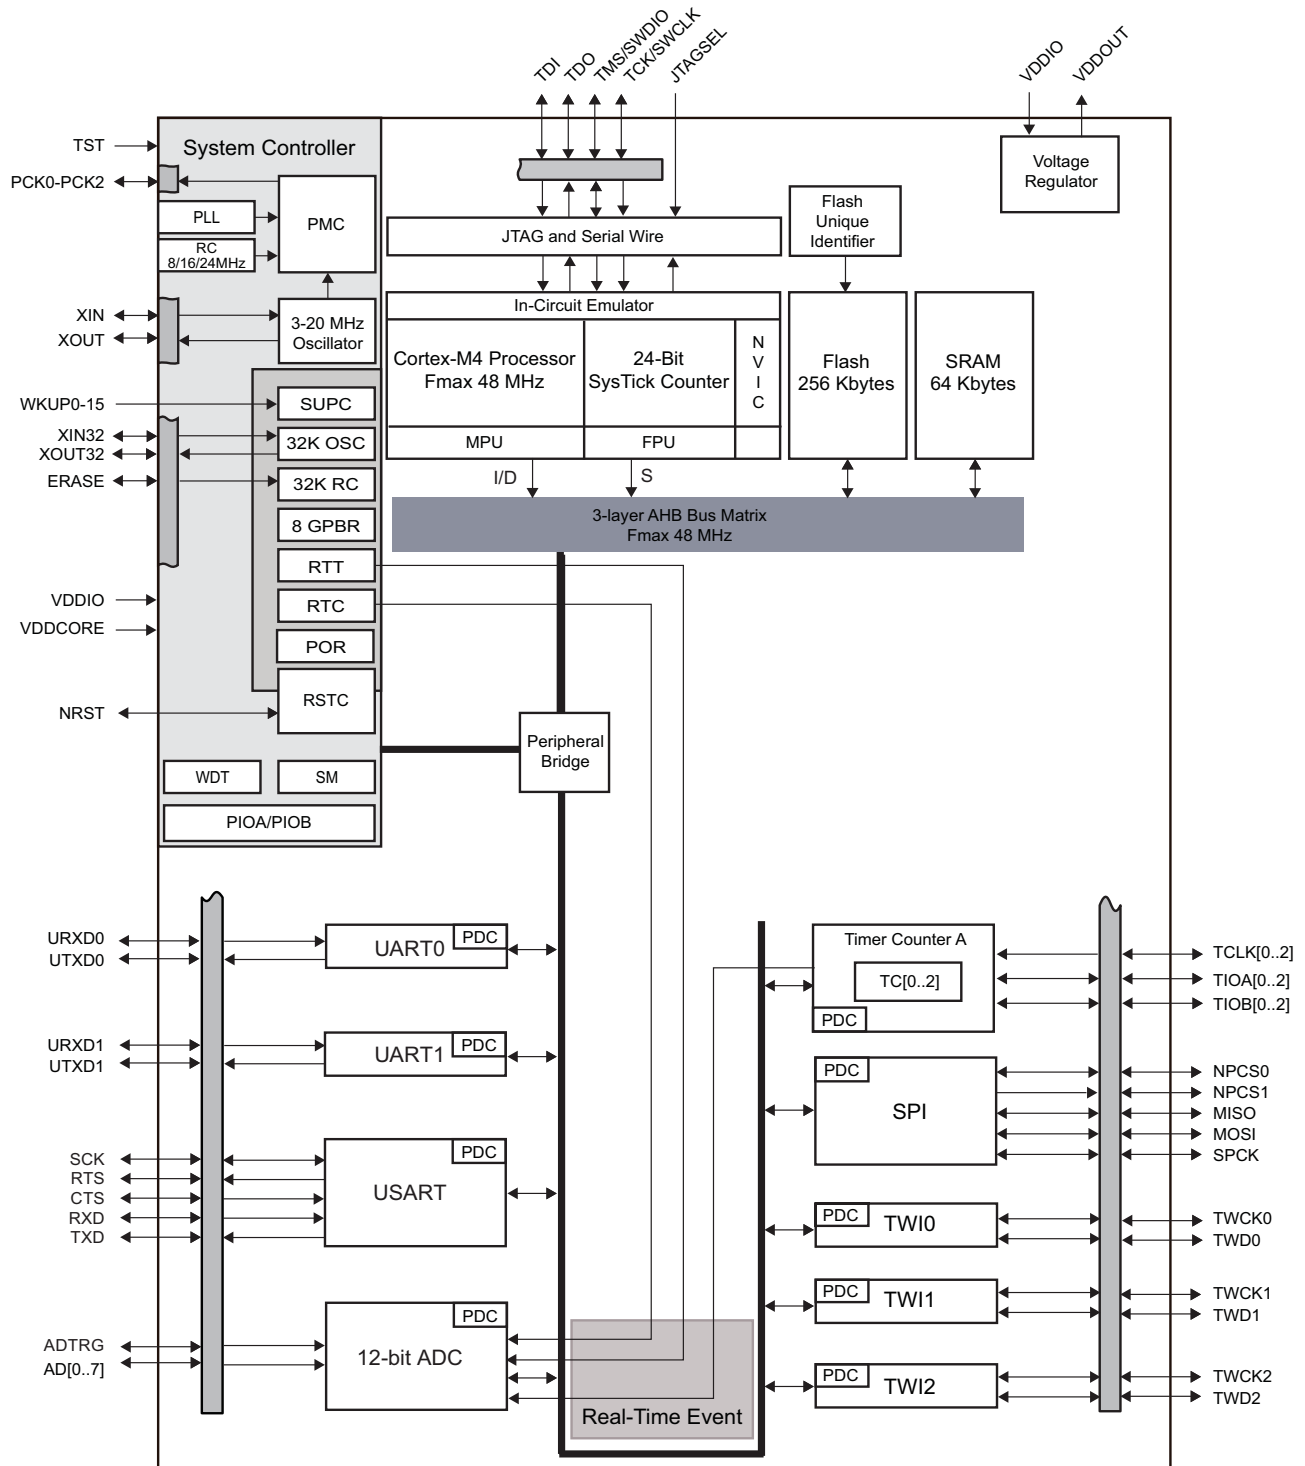 TDI
TDO
TMS/SWDIO
TCK/SWCLK
JTAGSEL
VDDIO
VDDOUT
TST
PCK0-PCK2
System Controller
PLL
RC
8/16/24MHz
PMC
XIN
XOUT
3-20 MHz
Oscillator
WKUP0-15
XIN32
XOUT32
ERASE
SUPC
32K OSC
32K RC
8 GPBR
RTT
RTC
POR
RSTC
VDDIO
VDDCORE
NRST
WDT
SM
PIOA/PIOB
JTAG and Serial Wire
In-Circuit Emulator
Cortex-M4 Processor
Fmax 48 MHz
24-Bit
SysTick Counter
N
V
I
C
MPU
FPU
I/D
S
Flash
Unique
Identifier
Flash
256 Kbytes
SRAM
64 Kbytes
Voltage
Regulator
3-layer AHB Bus Matrix
Fmax 48 MHz
Peripheral
Bridge
URXD0
UTXD0
UART0
PDC
URXD1
UTXD1
UART1
PDC
SCK
RTS
CTS
RXD
TXD
USART
PDC
ADTRG
AD[0..7]
12-bit ADC
PDC
Real-Time Event
Timer Counter A
TC[0..2]
PDC
TCLK[0..2]
TIOA[0..2]
TIOB[0..2]
PDC
SPI
NPCS0
NPCS1
MISO
MOSI
SPCK
PDC
TWI0
TWCK0
TWD0
PDC
TWI1
TWCK1
TWD1
PDC
TWI2
TWCK2
TWD2